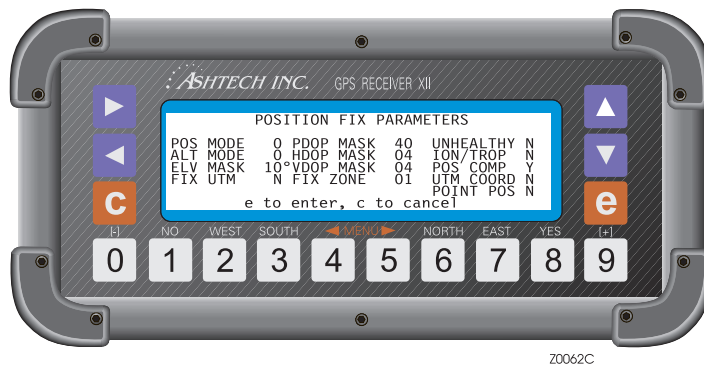 ASHTECH INC. GPS RECEIVER XII
POSITION FIX PARAMETERS
POS MODE 0 PDOP MASK 40 UNHEALTHY N
ALT MODE 0 HDOP MASK 04 ION/TROP N
ELV MASK 10°VDOP MASK 04 POS COMP Y
FIX UTM N FIX ZONE 01 UTM COORD N
POINT POS N
e to enter, c to cancel
c
e
[-] NO WEST SOUTH MENU NORTH EAST YES [+]
0 1 2 3 4 5 6 7 8 9
Z0062C